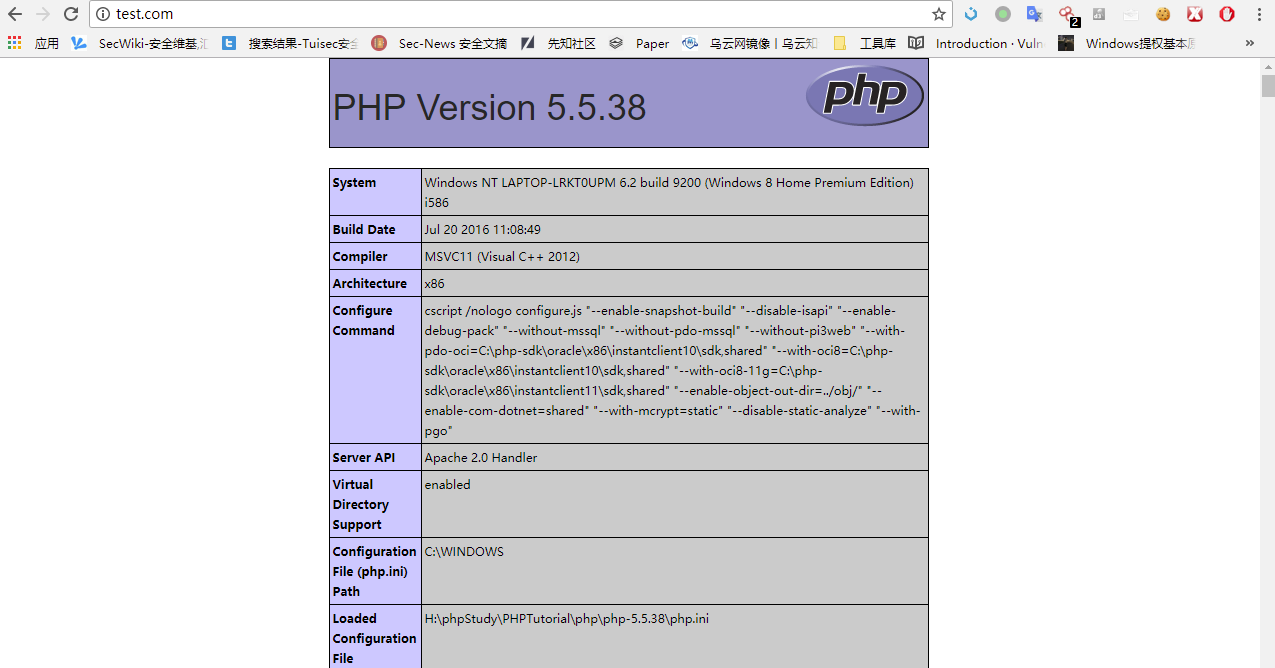 test.com
2
应用
SecWiki-安全维基,汇
搜索结果-Tuisec安全
Sec-News 安全文摘
先知社区
Paper
乌云网镜像 | 乌云知
工具库
Introduction · Vuln
Windows提权基本原
»
PHP Version 5.5.38
php
System
Windows NT LAPTOP-LRKT0UPM 6.2 build 9200 (Windows 8 Home Premium Edition)
i586
Build Date
Jul 20 2016 11:08:49
Compiler
MSVC11 (Visual C++ 2012)
Architecture
x86
Configure
Command
cscript /nologo configure.js "--enable-snapshot-build" "--disable-isapi" "--enable-
debug-pack" "--without-mssql" "--without-pdo-mssql" "--without-pi3web" "--with-
pdo-oci=C:\php-sdk\oracle\x86\instantclient10\sdk,shared" "--with-oci8=C:\php-
sdk\oracle\x86\instantclient10\sdk,shared" "--with-oci8-11g=C:\php-
sdk\oracle\x86\instantclient11\sdk,shared" "--enable-object-out-dir=../obj/" "--
enable-com-dotnet=shared" "--with-mcrypt=static" "--disable-static-analyze" "--with-
pgo"
Server API
Apache 2.0 Handler
Virtual
Directory
Support
enabled
Configuration
File (php.ini)
Path
C:\WINDOWS
Loaded
Configuration
File
H:\phpStudy\PHPTutorial\php\php-5.5.38\php.ini